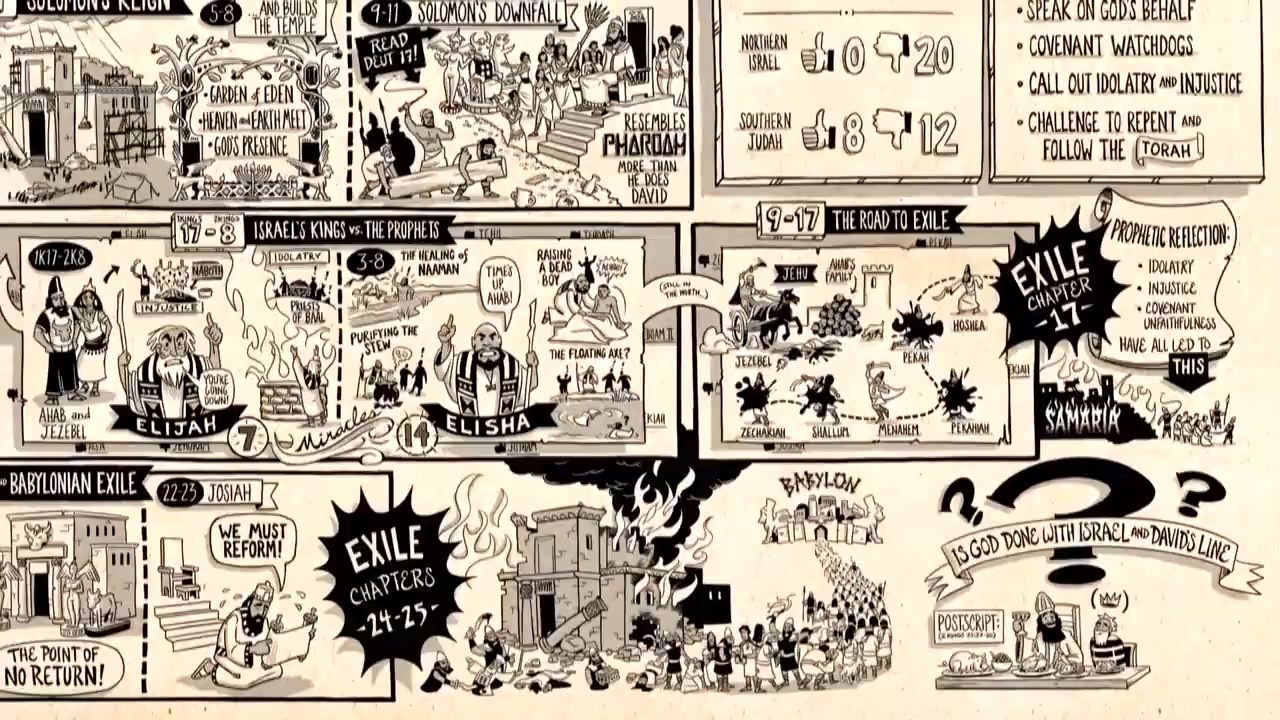 SOLOMON'S REIGN
5-8
...AND BUILDS
THE TEMPLE
• GARDEN of EDEN
• HEAVEN and EARTH MEET
• GOD'S PRESENCE
9-11
SOLOMON'S DOWNFALL
READ
DEUT 17!
RESEMBLES
PHAROAH
MORE THAN
HE DOES
DAVID
NORTHERN
ISRAEL
0
20
SOUTHERN
JUDAH
8
12
• SPEAK ON GOD'S BEHALF
• COVENANT WATCHDOGS
• CALL OUT IDOLATRY AND INJUSTICE
• CHALLENGE TO REPENT AND
FOLLOW THE TORAH
1KINGS 2KINGS
17-8
ISRAEL'S KINGS vs. THE PROPHETS
1K17-2K8
NABOTH
INJUSTICE
IDOLATRY
PRIESTS
OF BAAL
AHAB and
JEZEBEL
YOU'RE
GOING
DOWN!
ELIJAH
7
Miracles
14
3-8
THE HEALING of
NAAMAN
PURIFYING THE
STEW
TIME'S
UP,
AHAB!
RAISING
A DEAD
BOY
ACHOO!
THE FLOATING AXE?
ELISHA
(STILL IN
THE NORTH...)
9-17
THE ROAD TO EXILE
PEKAH
JEHU
AHAB'S
FAMILY
JEZEBEL
HOSHEA
PEKAH
ZECHARIAH
SHALLUM
MENAHEM
PEKAHIAH
EXILE
CHAPTER
-17-
PROPHETIC REFLECTION:
• IDOLATRY
• INJUSTICE
• COVENANT
UNFAITHFULNESS
HAVE ALL LED TO
THIS
SAMARIA
BABYLONIAN EXILE
THE POINT OF
NO RETURN!
22-23
JOSIAH
WE MUST
REFORM!
EXILE
CHAPTERS
-24-25-
BABYLON
? ? ?
IS GOD DONE WITH ISRAEL AND DAVID'S LINE
POSTSCRIPT: